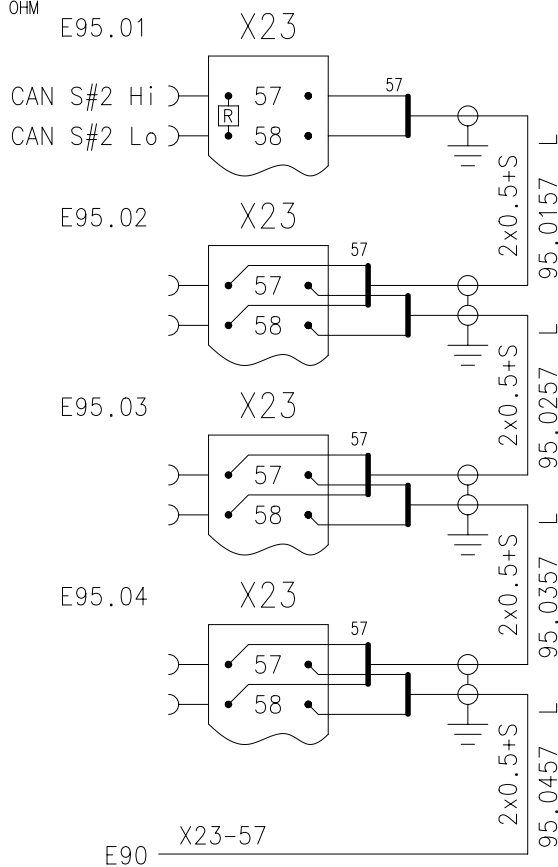 OHM
E95.01 X23
CAN S#2 Hi 57 57
R
CAN S#2 Lo 58
2x0.5+S
95.0157 L
E95.02 X23
57
57
58
2x0.5+S
95.0257 L
E95.03 X23
57
57
58
2x0.5+S
95.0357 L
E95.04 X23
57
57
58
2x0.5+S
95.0457 L
X23-57
E90